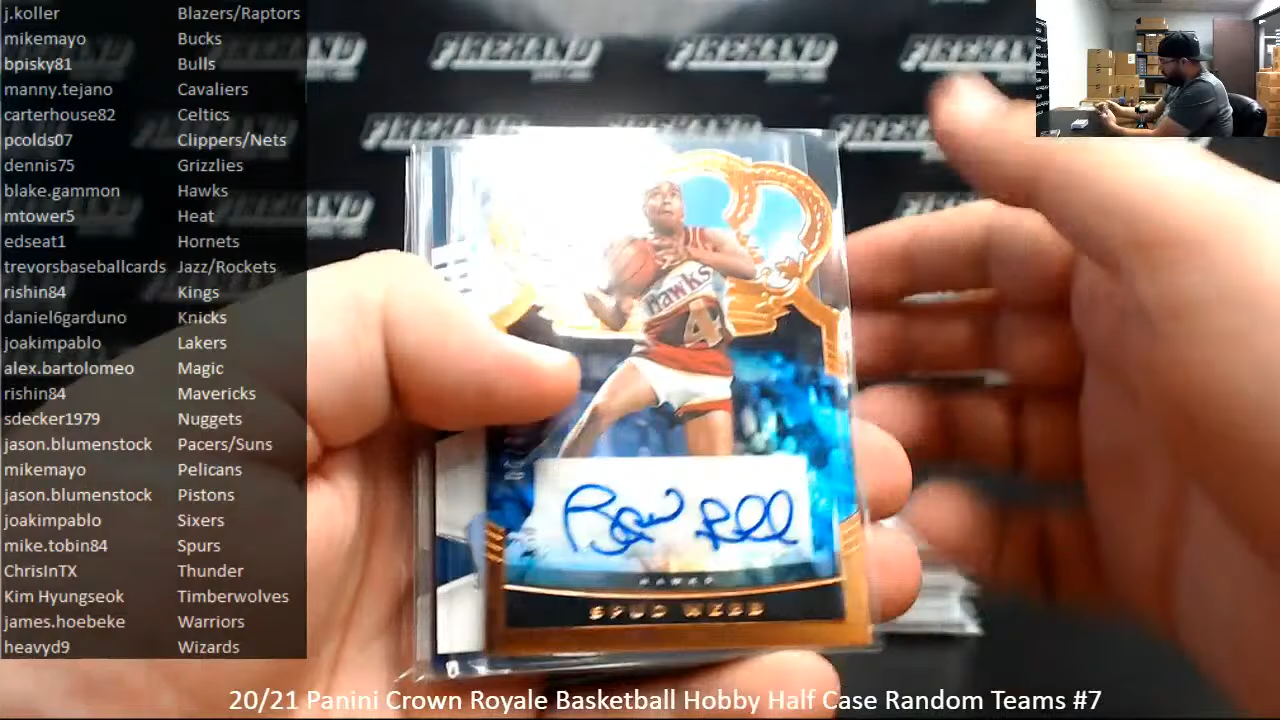 j.koller Blazers/Raptors
mikemayo Bucks
bpisky81 Bulls
manny.tejano Cavaliers
carterhouse82 Celtics
pcolds07 Clippers/Nets
dennis75 Grizzlies
blake.gammon Hawks
mtower5 Heat
edseat1 Hornets
trevorsbaseballcards Jazz/Rockets
rishin84 Kings
daniel6garduno Knicks
joakimpablo Lakers
alex.bartolomeo Magic
rishin84 Mavericks
sdecker1979 Nuggets
jason.blumenstock Pacers/Suns
mikemayo Pelicans
jason.blumenstock Pistons
joakimpablo Sixers
mike.tobin84 Spurs
ChrisInTX Thunder
Kim Hyungseok Timberwolves
james.hoebeke Warriors
heavyd9 Wizards
FIREHAND FIREHAND FIREHAND
FIREHAND
hawks
4
HAWKS
SPUD WEBB
20/21 Panini Crown Royale Basketball Hobby Half Case Random Teams #7